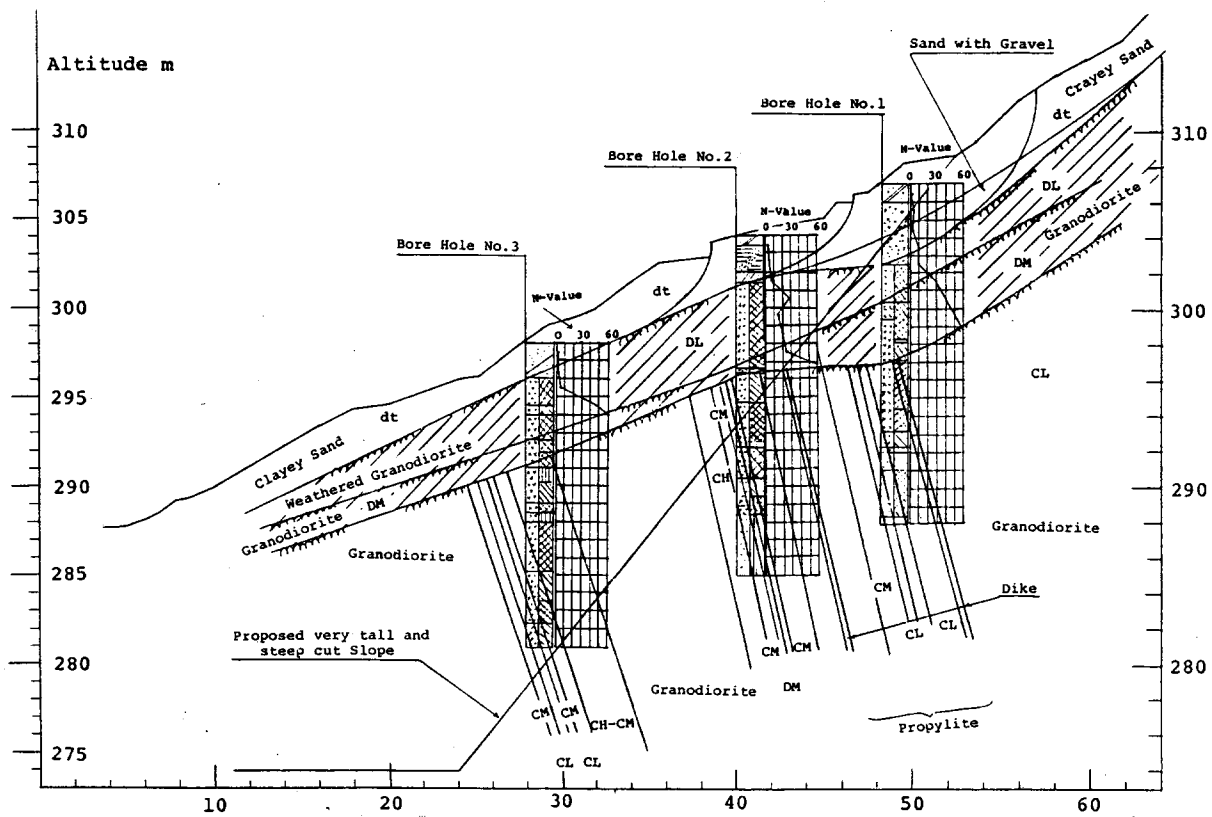 Sand with Gravel
Crayey Sand
Altitude m
dt
Bore Hole No.1
310
310
N-Value
Bore Hole No.2
0 30 60
DL
Granodiorite
305
N-Value
305
0 30 60
DM
Bore Hole No.3
dt
300
N-Value
300
0 30 60
DL
CL
295
295
dt
CM
Clayey Sand
Weathered Granodiorite
CH
290
DM
290
Granodiorite
Granodiorite
Granodiorite
285
285
CM
Dike
Proposed very tall and
steep cut Slope
CL
CL
280
CM
CM
280
Granodiorite
DM
CM
CM
CH-CM
Propylite
275
275
CL CL
10
20
30
40
50
60